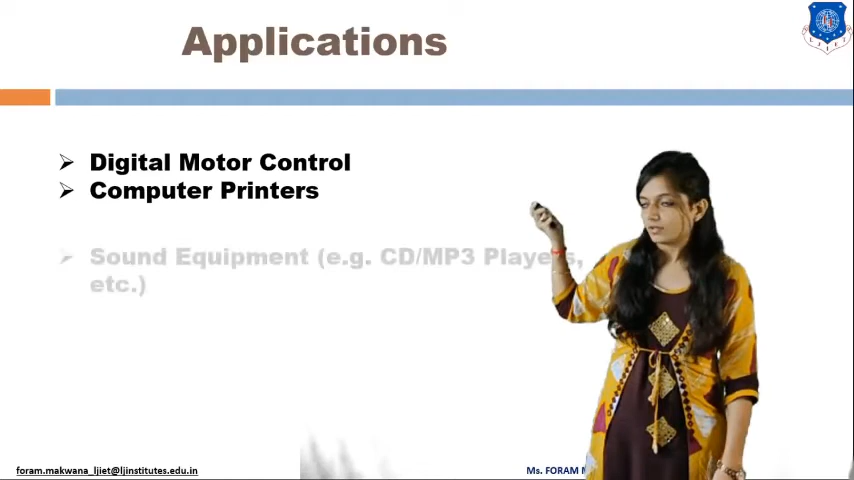 Applications
LJIET
➢ Digital Motor Control
➢ Computer Printers
➢ Sound Equipment (e.g. CD/MP3 Players,
etc.)
foram.makwana_ljiet@ljinstitutes.edu.in
Ms. FORAM